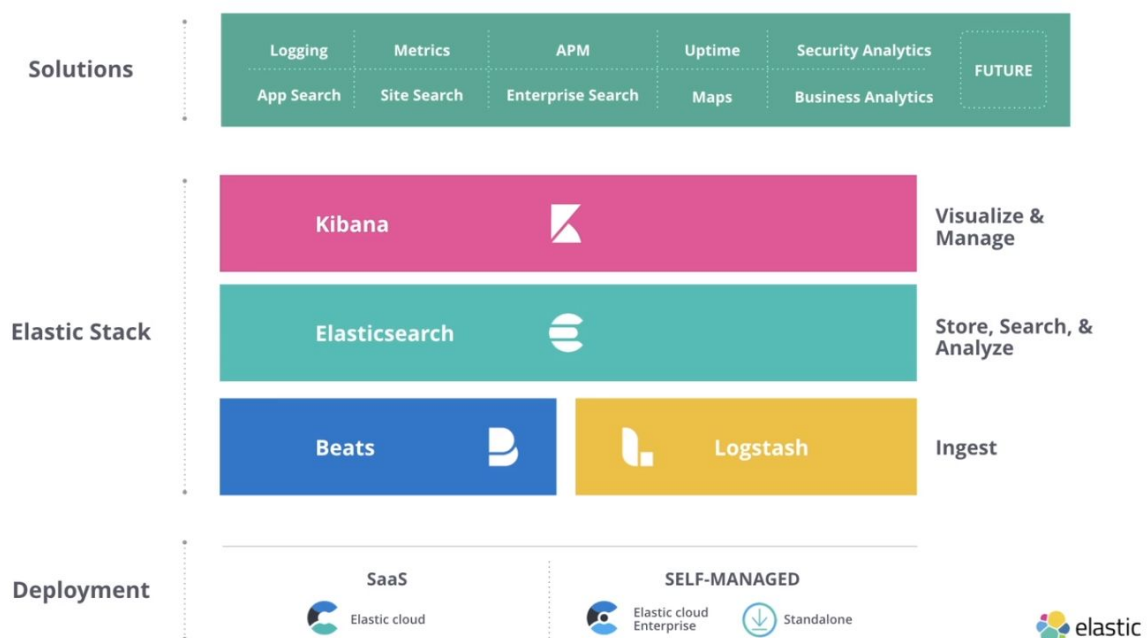 Solutions
Logging
Metrics
APM
Uptime
Security Analytics
App Search
Site Search
Enterprise Search
Maps
Business Analytics
FUTURE
Elastic Stack
Kibana
Visualize &
Manage
Elasticsearch
Store, Search, &
Analyze
Beats
Logstash
Ingest
Deployment
SaaS
Elastic cloud
SELF-MANAGED
Elastic cloud
Enterprise
Standalone
elastic